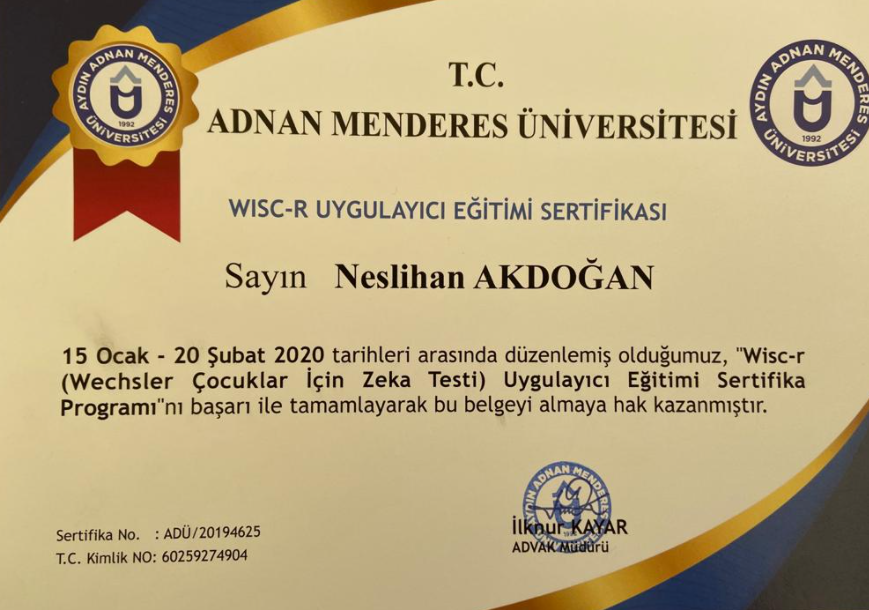 AYDIN ADNAN MENDERES ÜNİVERSİTESİ
1992
T.C.
ADNAN MENDERES ÜNİVERSİTESİ
AYDIN ADNAN MENDERES ÜNİVERSİTESİ
1992
WISC-R UYGULAYICI EĞİTİMİ SERTİFİKASI
Sayın Neslihan AKDOĞAN
15 Ocak - 20 Şubat 2020 tarihleri arasında düzenlemiş olduğumuz, "Wisc-r
(Wechsler Çocuklar İçin Zeka Testi) Uygulayıcı Eğitimi Sertifika
Programı"nı başarı ile tamamlayarak bu belgeyi almaya hak kazanmıştır.
AYDIN ADNAN MENDERES
İlknur KAYAR
ADVAK Müdürü
Sertifika No. : ADÜ/20194625
T.C. Kimlik NO: 60259274904